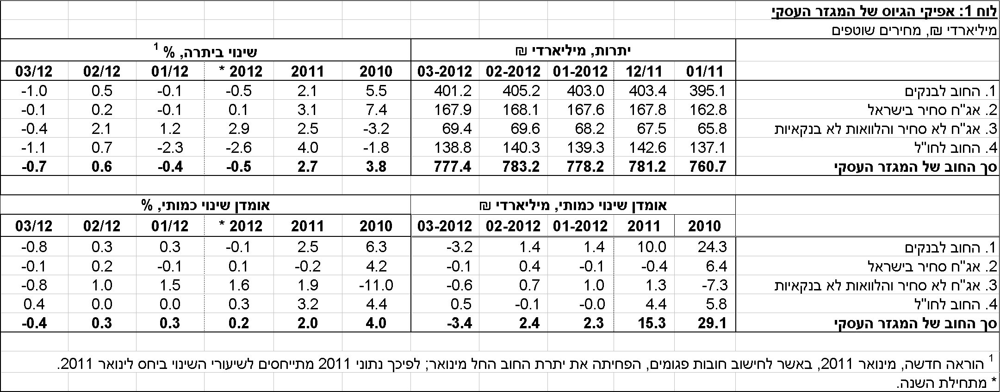 לוח 1: אפיקי הגיוס של המגזר העסקי
מיליארדי ₪, מחירים שוטפים
יתרות, מיליארדי ₪ שינוי ביתרה, % 1
01/11 12/11 01-2012 02-2012 03-2012 2010 2011 2012 * 01/12 02/12 03/12
1. החוב לבנקים 395.1 403.4 403.0 405.2 401.2 5.5 2.1 -0.5 -0.1 0.5 -1.0
2. אג"ח סחיר בישראל 162.8 167.8 167.6 168.1 167.9 7.4 3.1 0.1 -0.1 0.2 -0.1
3. אג"ח לא סחיר והלוואות לא בנקאיות 65.8 67.5 68.2 69.6 69.4 -3.2 2.5 2.9 1.2 2.1 -0.4
4. החוב לחו"ל 137.1 142.6 139.3 140.3 138.8 -1.8 4.0 -2.6 -2.3 0.7 -1.1
סך החוב של המגזר העסקי 760.7 781.2 778.2 783.2 777.4 3.8 2.7 -0.5 -0.4 0.6 -0.7
אומדן שינוי כמותי, מיליארדי ₪ אומדן שינוי כמותי, %
2010 2011 01-2012 02-2012 03-2012 2010 2011 2012 * 01/12 02/12 03/12
1. החוב לבנקים 24.3 10.0 1.4 1.4 -3.2 6.3 2.5 -0.1 0.3 0.3 -0.8
2. אג"ח סחיר בישראל 6.4 -0.4 -0.1 0.4 -0.1 4.2 -0.2 0.1 -0.1 0.2 -0.1
3. אג"ח לא סחיר והלוואות לא בנקאיות -7.3 1.3 1.0 0.7 -0.6 -11.0 1.9 1.6 1.5 1.0 -0.8
4. החוב לחו"ל 5.8 4.4 -0.0 -0.1 0.5 4.4 3.2 0.3 0.0 0.0 0.4
סך החוב של המגזר העסקי 29.1 15.3 2.3 2.4 -3.4 4.0 2.0 0.2 0.3 0.3 -0.4
1 הוראה חדשה, מינואר 2011, באשר לחישוב חובות פגומים, הפחיתה את יתרת החוב החל מינואר; לפיכך נתוני 2011 מתייחסים לשיעורי השינוי ביחס לינואר 2011.
* מתחילת השנה.